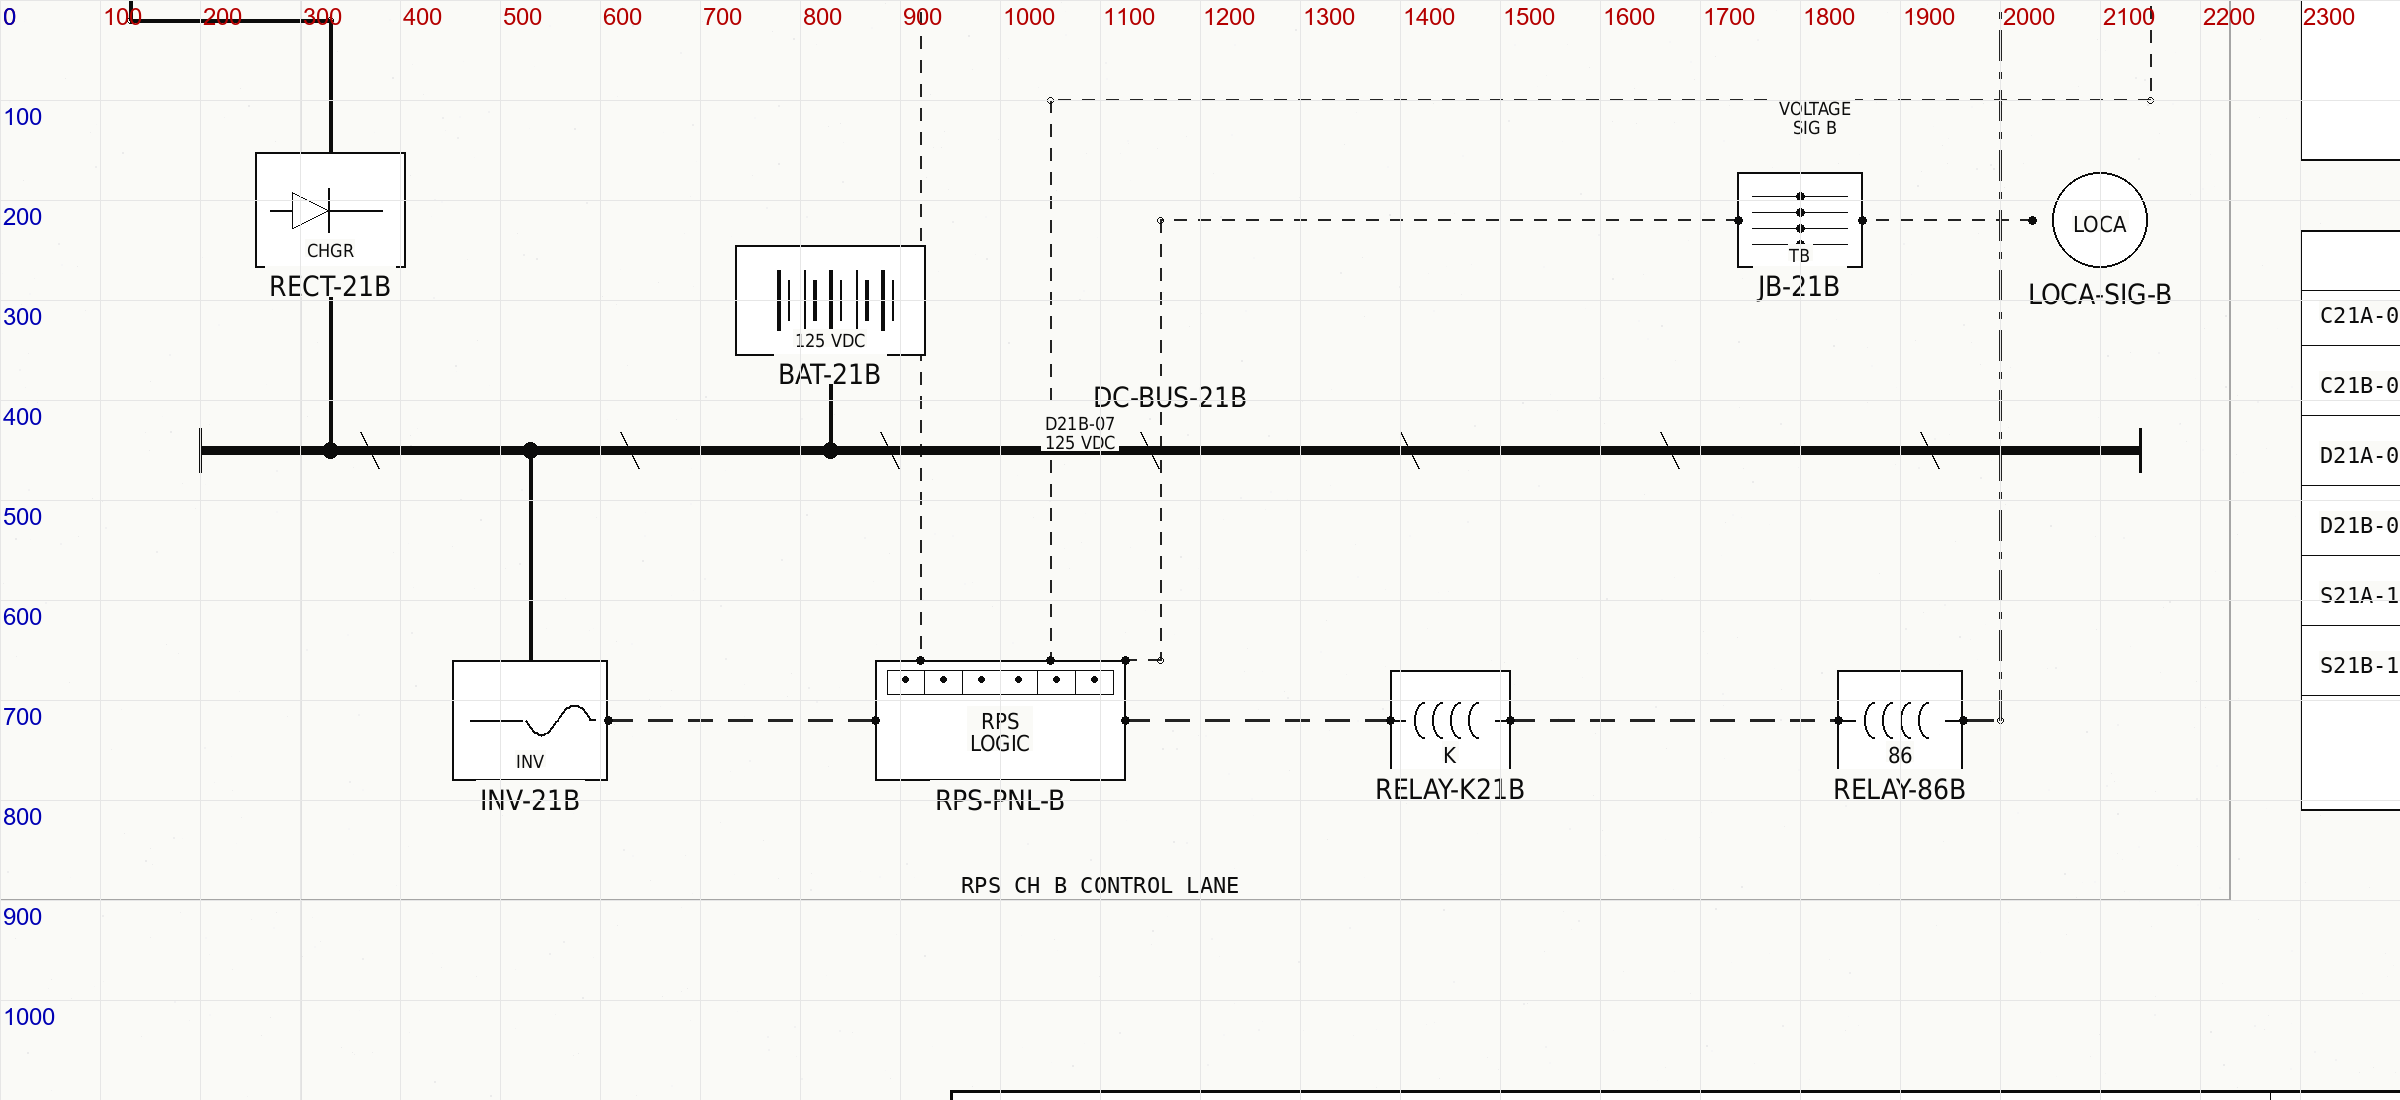 0 100 200 300 400 500 600 700 800 900 1000 1100 1200 1300 1400 1500 1600 1700 1800 1900 2000 2100 2200 2300
100
200
300
400
500
600
700
800
900
1000
VOLTAGE
SIG B
CHGR
RECT-21B
125 VDC
BAT-21B
TB
JB-21B
LOCA
LOCA-SIG-B
DC-BUS-21B
D21B-07
125 VDC
INV
INV-21B
RPS
LOGIC
RPS-PNL-B
K
RELAY-K21B
86
RELAY-86B
RPS CH B CONTROL LANE
C21A-0
C21B-0
D21A-0
D21B-0
S21A-1
S21B-1